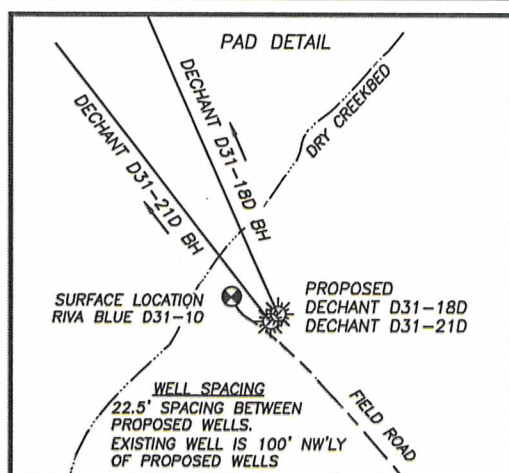 PAD DETAIL
DRY CREEKBED
DECHANT D31-18D BH
DECHANT D31-21D BH
SURFACE LOCATION
RIVA BLUE D31-10
PROPOSED
DECHANT D31-18D
DECHANT D31-21D
WELL SPACING
22.5' SPACING BETWEEN
PROPOSED WELLS.
EXISTING WELL IS 100' NW'LY
OF PROPOSED WELLS
FIELD ROAD